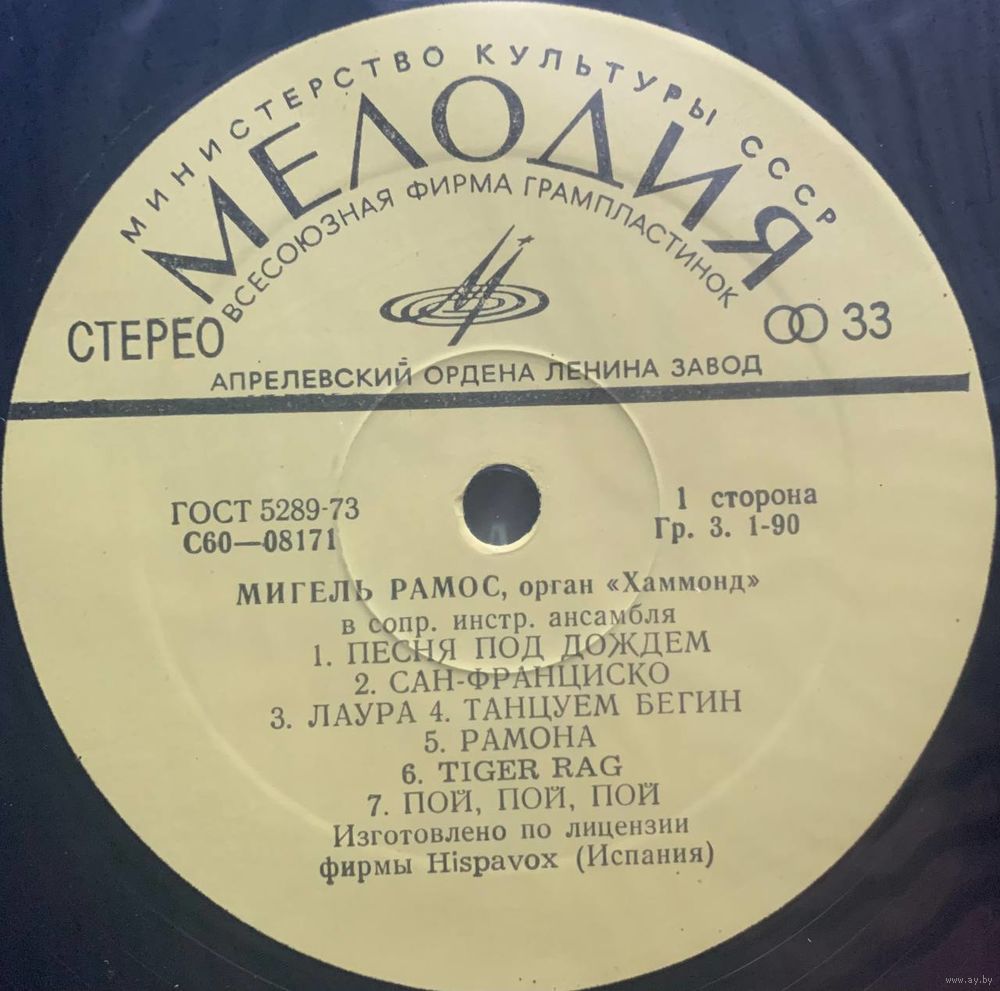 МИНИСТЕРСТВО КУЛЬТУРЫ СССР
МЕЛОДИЯ
ВСЕСОЮЗНАЯ ФИРМА ГРАМПЛАСТИНОК
СТЕРЕО
33
АПРЕЛЕВСКИЙ ОРДЕНА ЛЕНИНА ЗАВОД
ГОСТ 5289-73
С60—08171
1 сторона
Гр. 3. 1-90
МИГЕЛЬ РАМОС, орган «Хаммонд»
в сопр. инстр. ансамбля
1. ПЕСНЯ ПОД ДОЖДЕМ
2. САН-ФРАНЦИСКО
3. ЛАУРА 4. ТАНЦУЕМ БЕГИН
5. РАМОНА
6. TIGER RAG
7. ПОЙ, ПОЙ, ПОЙ
Изготовлено по лицензии
фирмы Hispavox (Испания)
www.ay.by